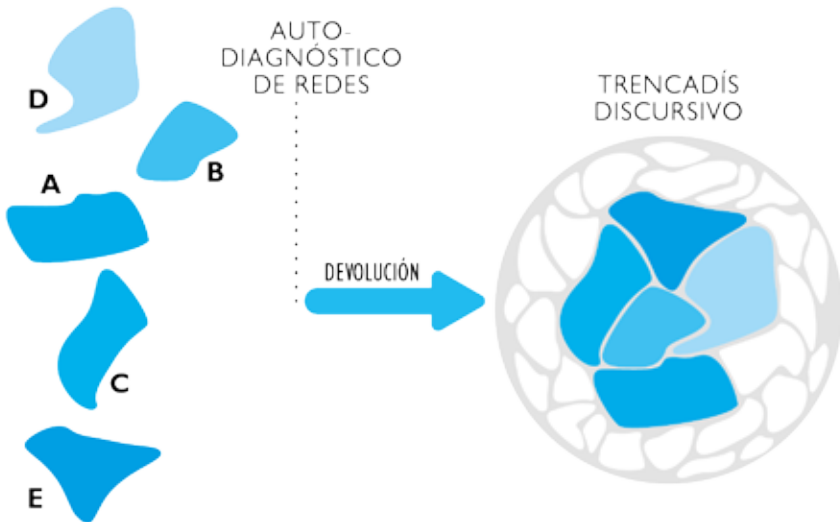 AUTO-
DIAGNÓSTICO
DE REDES
TRENCADÍS
DISCURSIVO
D
B
A
DEVOLUCIÓN
C
E